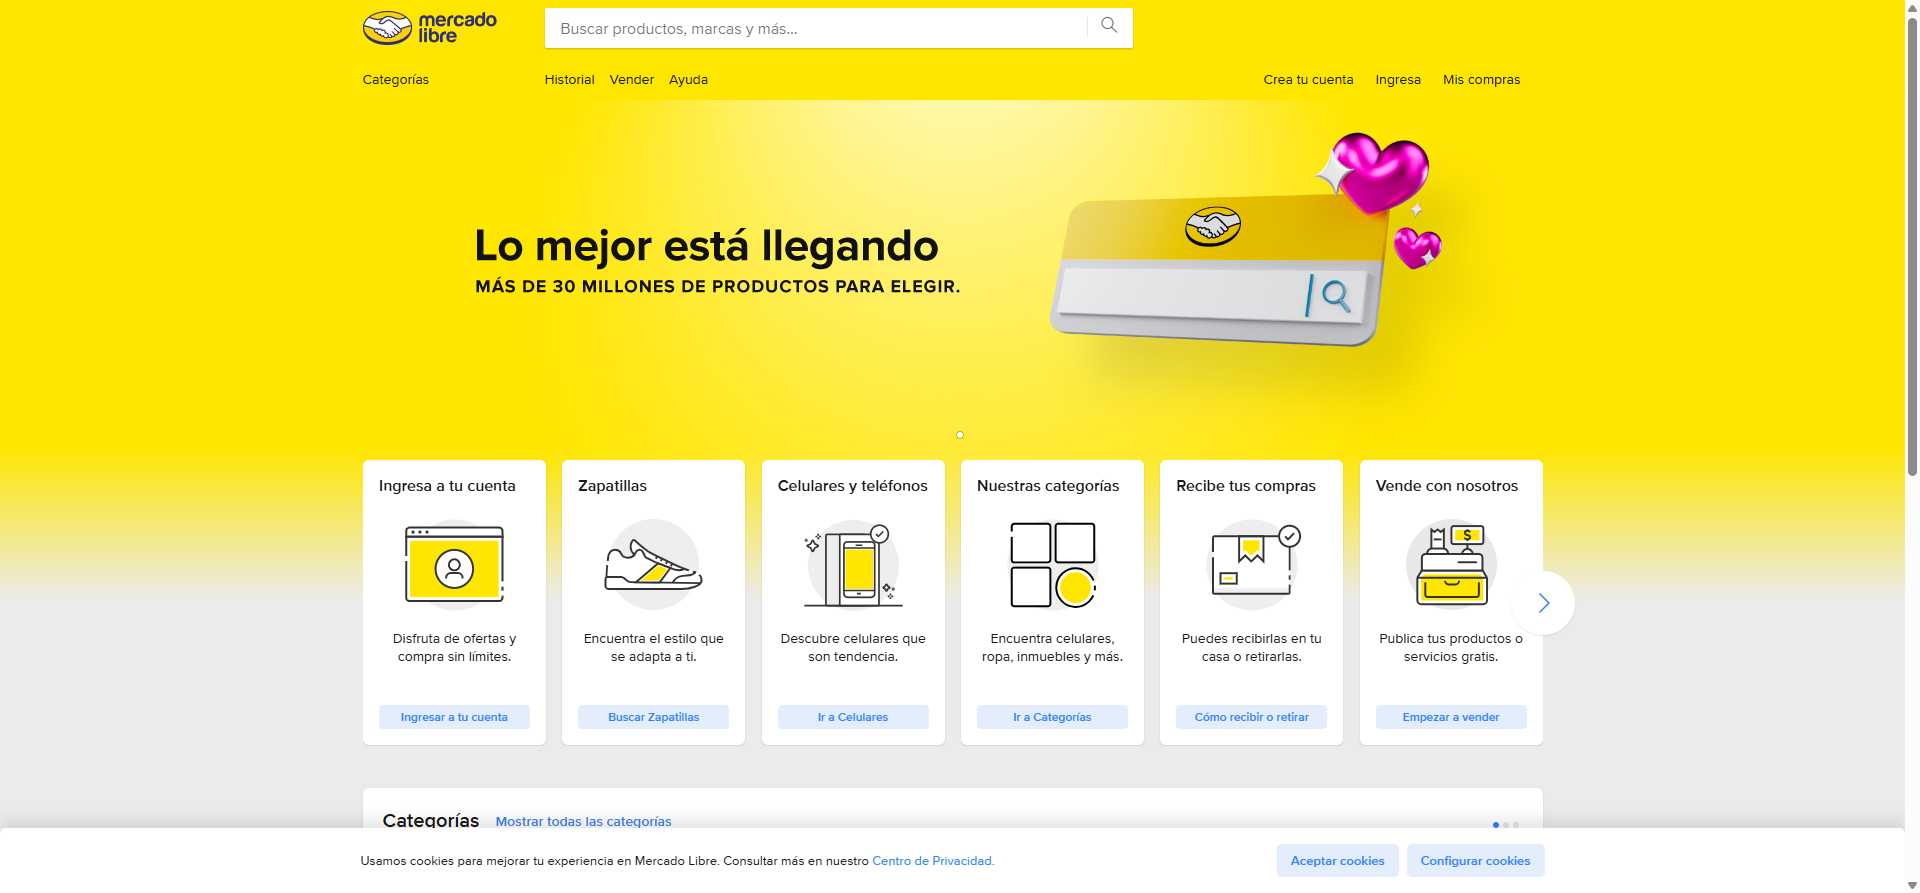 mercado
libre
Buscar productos, marcas y más...
Categorías
Historial
Vender
Ayuda
Crea tu cuenta
Ingresa
Mis compras
Lo mejor está llegando
MÁS DE 30 MILLONES DE PRODUCTOS PARA ELEGIR.
Ingresa a tu cuenta
Disfruta de ofertas y
compra sin límites.
Ingresar a tu cuenta
Zapatillas
Encuentra el estilo que
se adapta a ti.
Buscar Zapatillas
Celulares y teléfonos
Descubre celulares que
son tendencia.
Ir a Celulares
Nuestras categorías
Encuentra celulares,
ropa, inmuebles y más.
Ir a Categorías
Recibe tus compras
Puedes recibirlas en tu
casa o retirarlas.
Cómo recibir o retirar
Vende con nosotros
$
Publica tus productos o
servicios gratis.
Empezar a vender
Categorías
Mostrar todas las categorías
Usamos cookies para mejorar tu experiencia en Mercado Libre. Consultar más en nuestro Centro de Privacidad.
Aceptar cookies
Configurar cookies